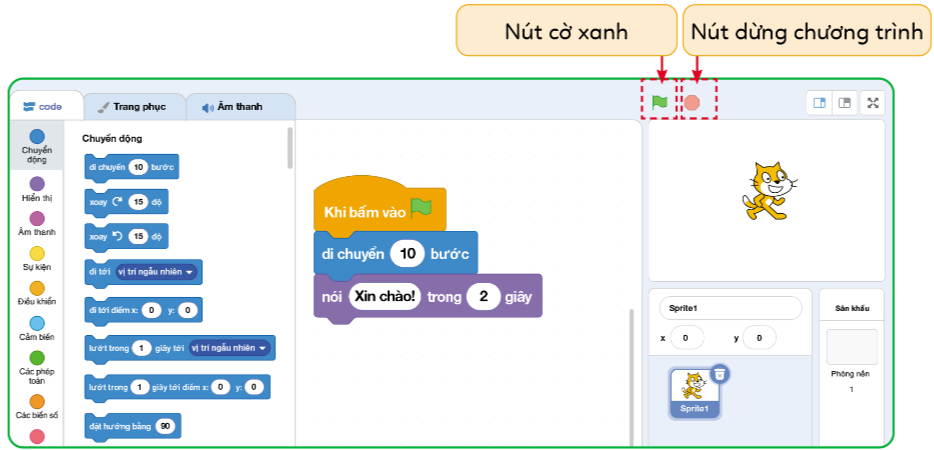 Nút cờ xanh
Nút dừng chương trình
code
Trang phục
Âm thanh
Chuyển động
Hiển thị
Âm thanh
Sự kiện
Điều khiển
Cảm biến
Các phép toán
Các biến số
Chuyển động
di chuyển 10 bước
xoay 15 độ
xoay 15 độ
đi tới vị trí ngẫu nhiên
đi tới điểm x: 0 y: 0
lướt trong 1 giây tới vị trí ngẫu nhiên
lướt trong 1 giây tới điểm x: 0 y: 0
đặt hướng bằng 90
Khi bấm vào
di chuyển 10 bước
nói Xin chào! trong 2 giây
Sprite1
x 0 y 0
Sprite1
Sân khấu
Phông nền
1